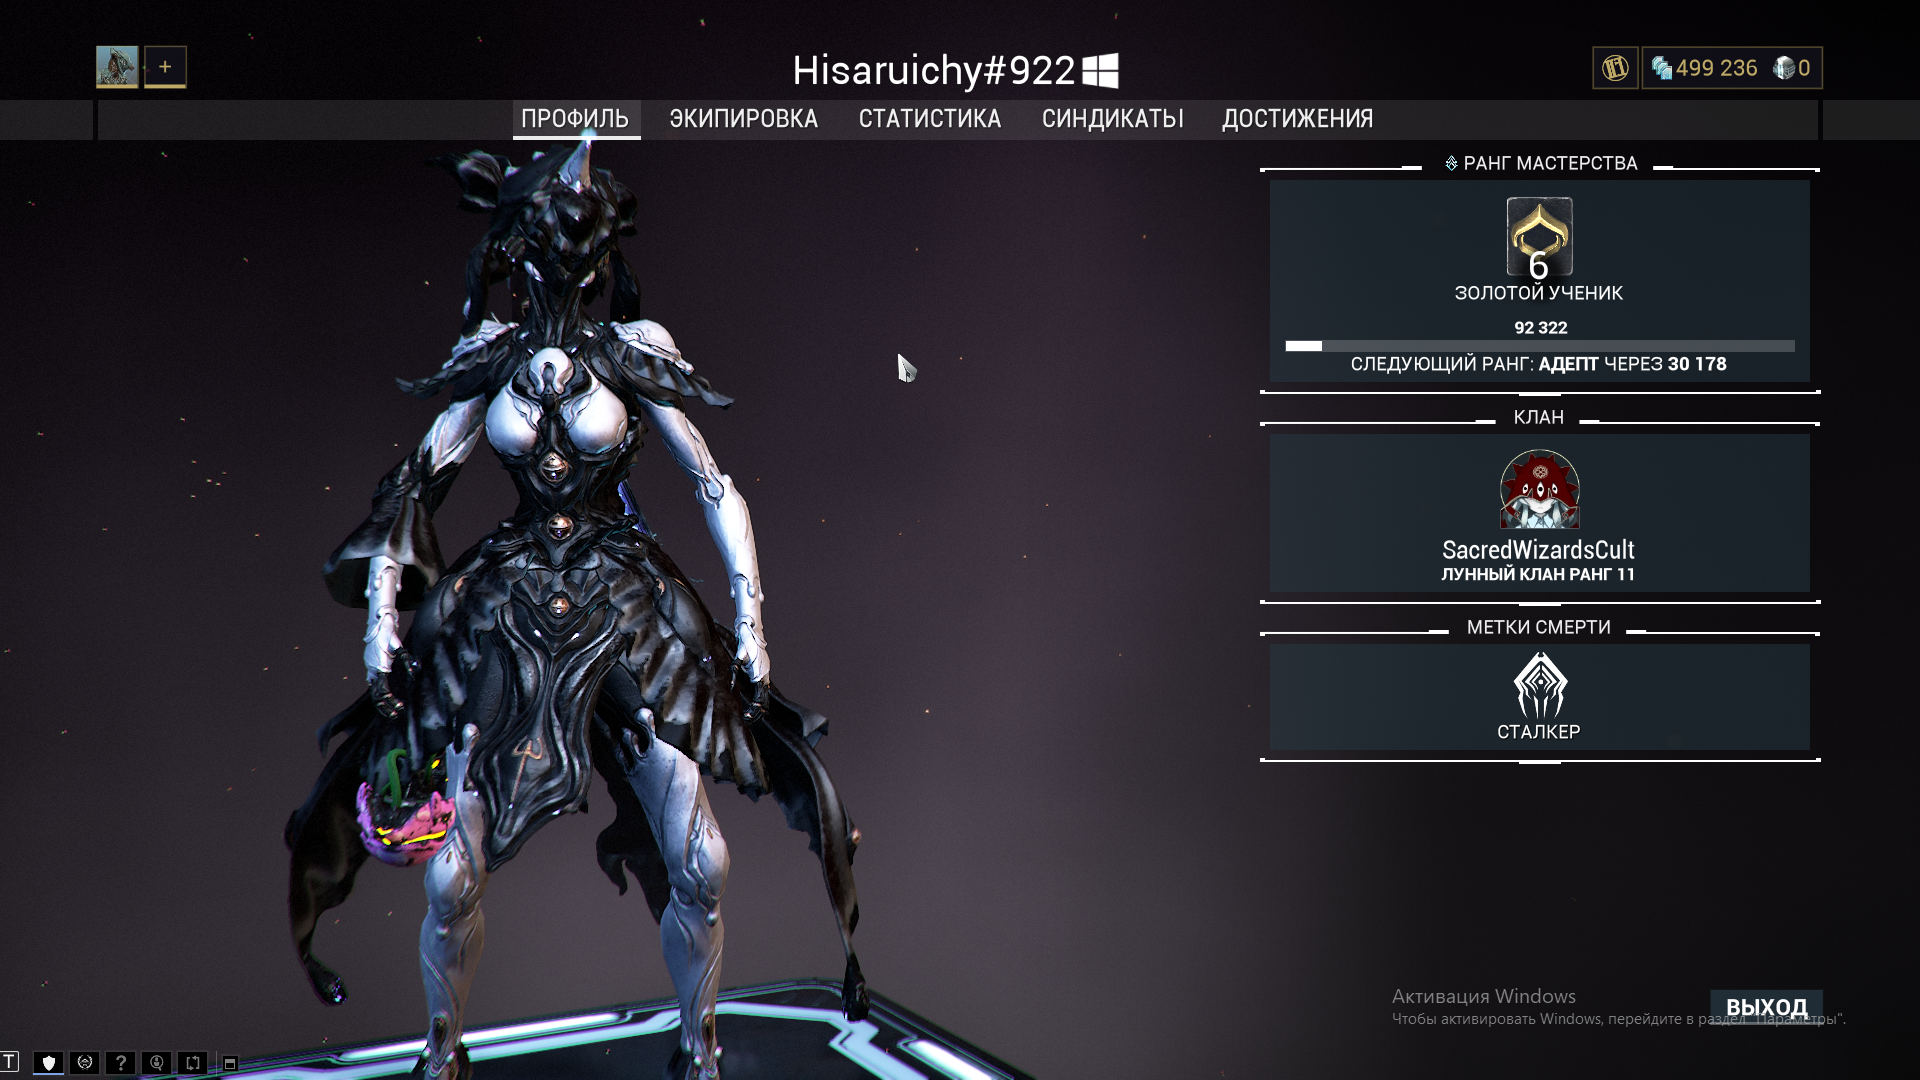 Hisaruichy#922
499 236 0
ПРОФИЛЬ ЭКИПИРОВКА СТАТИСТИКА СИНДИКАТЫ ДОСТИЖЕНИЯ
РАНГ МАСТЕРСТВА
6
ЗОЛОТОЙ УЧЕНИК
92 322
СЛЕДУЮЩИЙ РАНГ: АДЕПТ ЧЕРЕЗ 30 178
КЛАН
SacredWizardsCult
ЛУННЫЙ КЛАН РАНГ 11
МЕТКИ СМЕРТИ
СТАЛКЕР
Активация Windows
Чтобы активировать Windows, перейдите в раздел "Параметры".
ВЫХОД
T
?